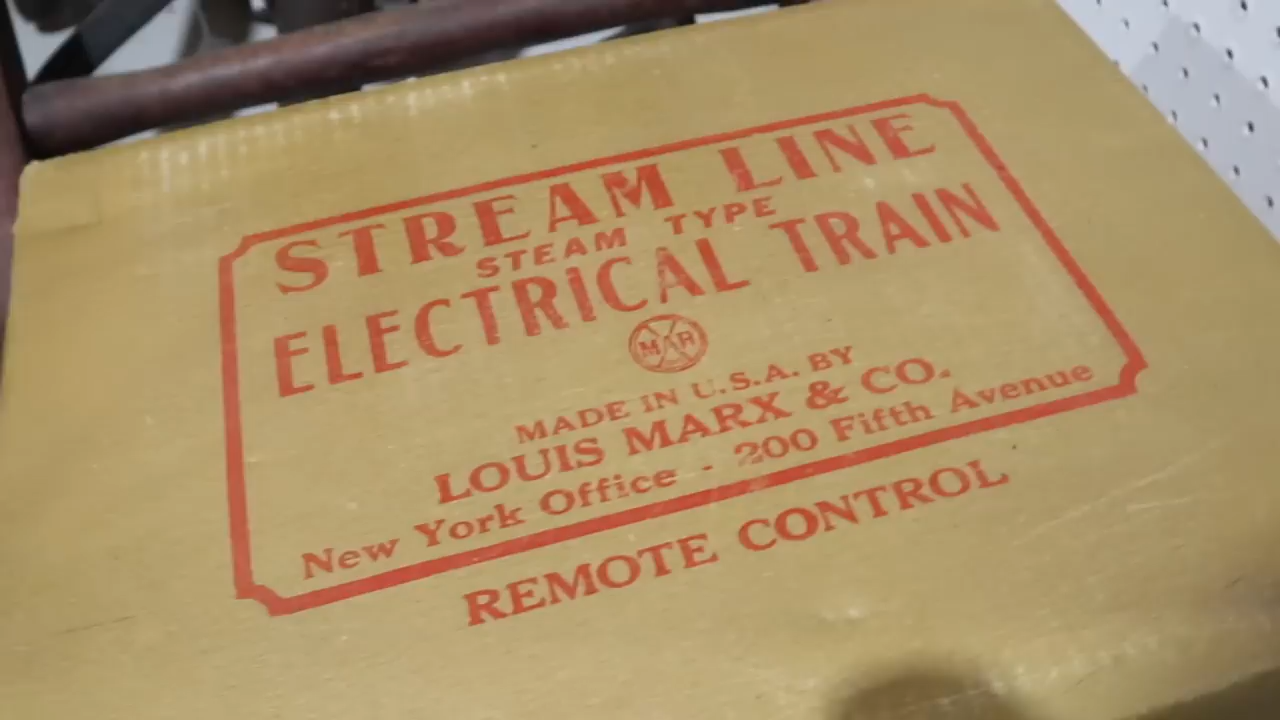 STREAM LINE
STEAM TYPE
ELECTRICAL TRAIN
MAR
MADE IN U.S.A. BY
LOUIS MARX & CO.
New York Office - 200 Fifth Avenue
REMOTE CONTROL